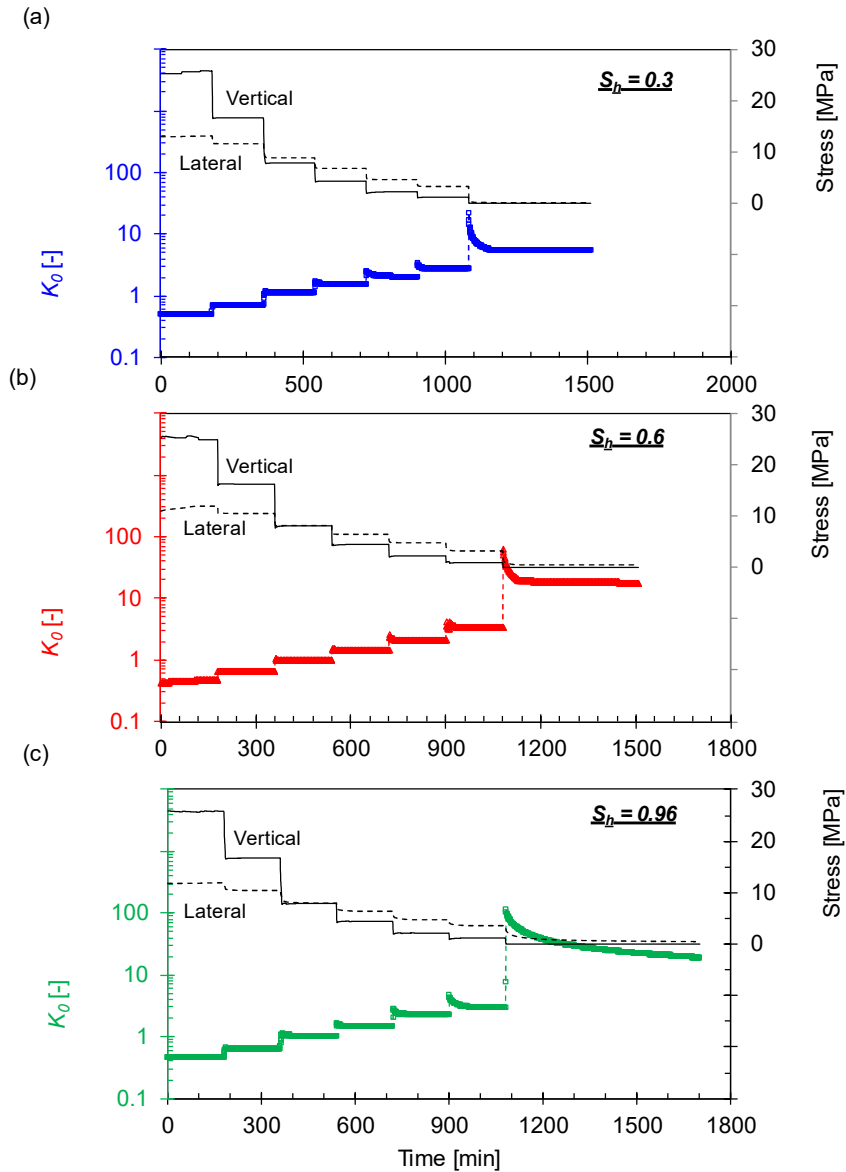 (a)
30
S_h = 0.3
Vertical
20
Stress [MPa]
100
Lateral
10
10
0
K_0 [-]
1
0.1
0 500 1000 1500 2000
(b)
30
S_h = 0.6
Vertical
20
Stress [MPa]
100
Lateral
10
10
0
K_0 [-]
1
0.1
0 300 600 900 1200 1500 1800
(c)
30
S_h = 0.96
Vertical
20
Stress [MPa]
100
Lateral
10
10
0
K_0 [-]
1
0.1
0 300 600 900 1200 1500 1800
Time [min]